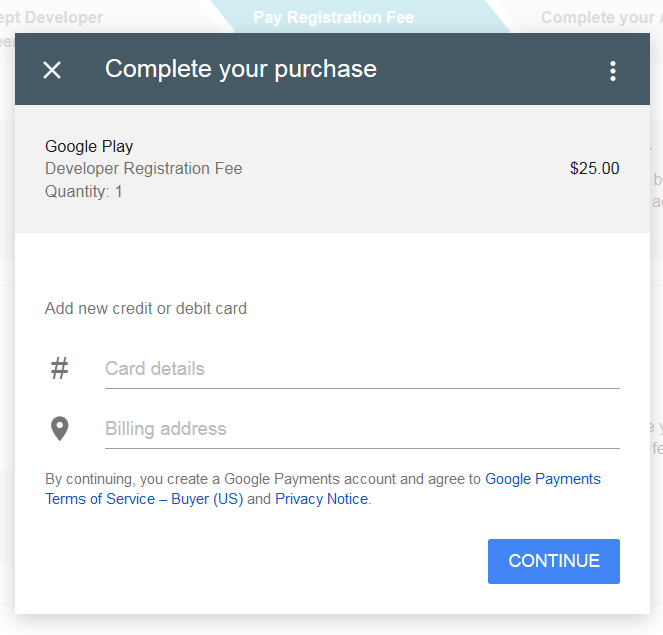 ept Developer
Pay Registration Fee
Complete your
Complete your purchase
Google Play
Developer Registration Fee
$25.00
Quantity: 1
Add new credit or debit card
# Card details
Billing address
By continuing, you create a Google Payments account and agree to Google Payments
Terms of Service – Buyer (US) and Privacy Notice.
CONTINUE